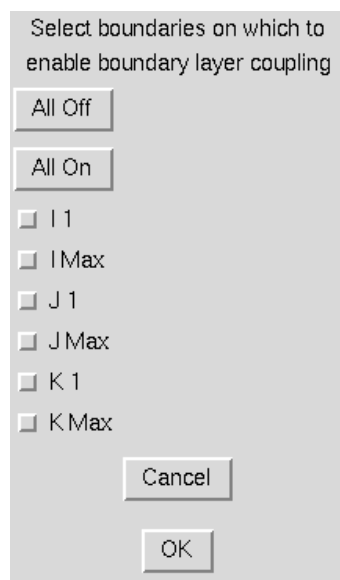 Select boundaries on which to
enable boundary layer coupling
All Off
All On
I 1
I Max
J 1
J Max
K 1
K Max
Cancel
OK